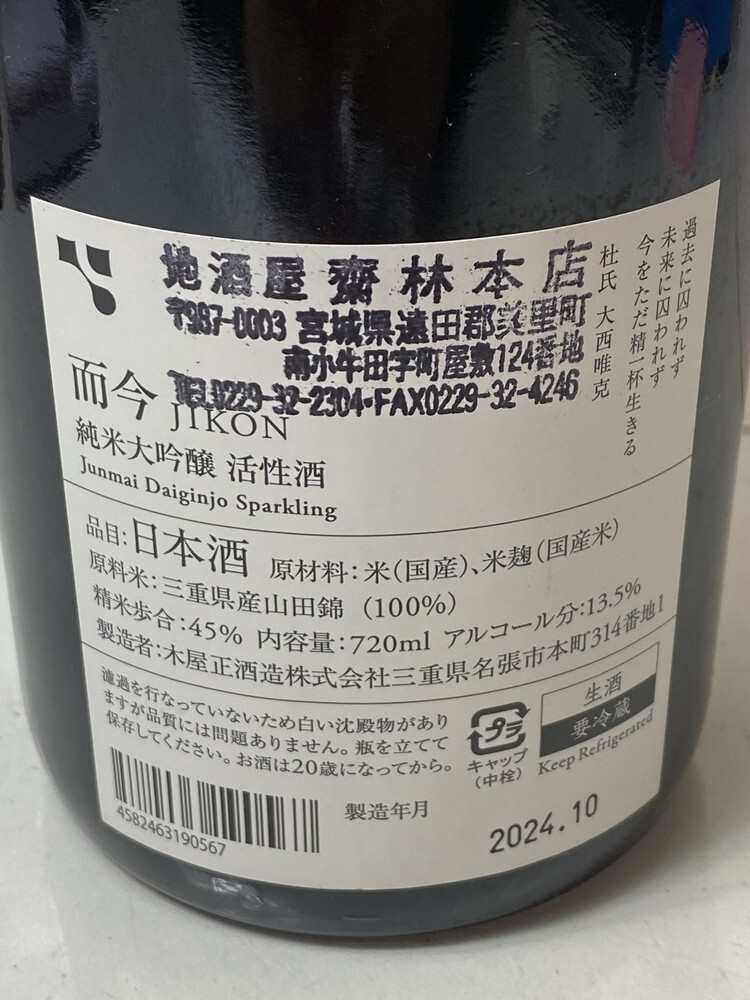 地酒屋 齋林本店
〒987-0003 宮城県遠田郡美里町
南小牛田字町屋敷124番地
TEL0229-32-2304・FAX0229-32-4246
過去に囚われず
未来に囚われず
今をただ精一杯生きる
杜氏 大西唯克
而今 JIKON
純米大吟醸 活性酒
Junmai Daiginjo Sparkling
品目:日本酒 原材料:米(国産)、米麹(国産米)
原料米:三重県産山田錦 (100%)
精米歩合:45% 内容量:720ml アルコール分:13.5%
製造者:木屋正酒造株式会社三重県名張市本町314番地1
濾過を行なっていないため白い沈殿物があり
ますが品質には問題ありません。瓶を立てて
保存してください。お酒は20歳になってから。
プラ
キャップ
(中栓)
生酒
要冷蔵
Keep Refrigerated
4582463190567
製造年月
2024.10